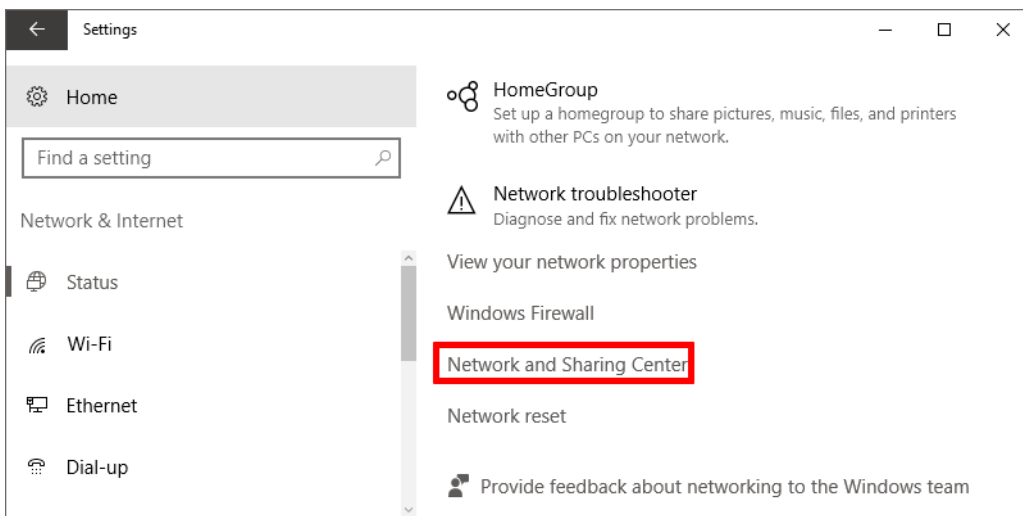 Settings
Home
Find a setting
Network & Internet
Status
Wi-Fi
Ethernet
Dial-up
HomeGroup
Set up a homegroup to share pictures, music, files, and printers
with other PCs on your network.
Network troubleshooter
Diagnose and fix network problems.
View your network properties
Windows Firewall
Network and Sharing Center
Network reset
Provide feedback about networking to the Windows team